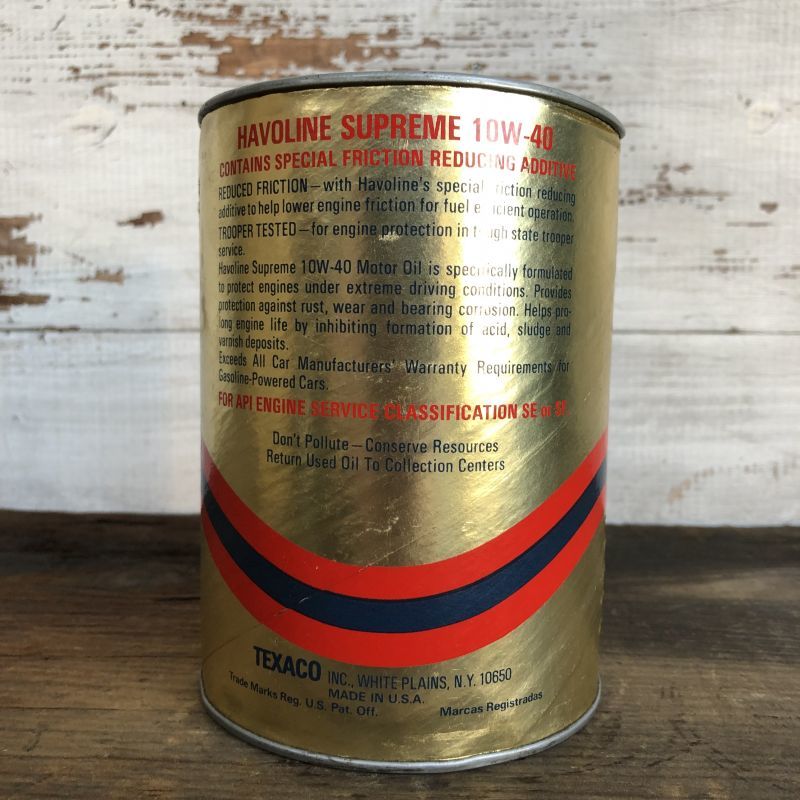 HAVOLINE SUPREME 10W-40
CONTAINS SPECIAL FRICTION REDUCING ADDITIVE
REDUCED FRICTION—with Havoline's special friction reducing
additive to help lower engine friction for fuel efficient operation.
TROOPER TESTED—for engine protection in tough state trooper
service.
Havoline Supreme 10W-40 Motor Oil is specifically formulated
to protect engines under extreme driving conditions. Provides
protection against rust, wear and bearing corrosion. Helps pro-
long engine life by inhibiting formation of acid, sludge and
varnish deposits.
Exceeds All Car Manufacturers' Warranty Requirements for
Gasoline-Powered Cars.
FOR API ENGINE SERVICE CLASSIFICATION SE or
Don't Pollute—Conserve Resources
Return Used Oil To Collection Centers
TEXACO INC., WHITE PLAINS, N.Y. 10650
MADE IN U.S.A.
Trade Marks Reg. U.S. Pat. Off. Marcas Registradas